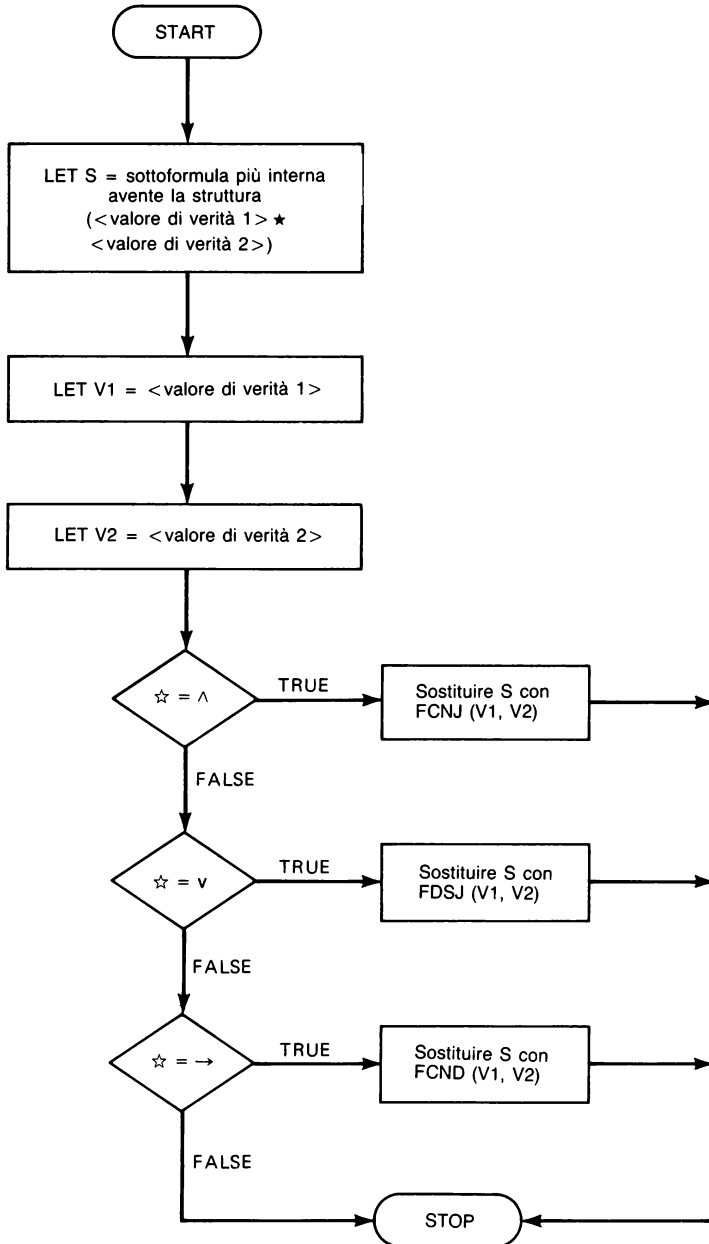 START
LET S = sottoformula più interna
avente la struttura
(<valore di verità 1> ★
<valore di verità 2>)
LET V1 = <valore di verità 1>
LET V2 = <valore di verità 2>
☆ = ∧
TRUE
Sostituire S con
FCNJ (V1, V2)
FALSE
☆ = v
TRUE
Sostituire S con
FDSJ (V1, V2)
FALSE
☆ = →
TRUE
Sostituire S con
FCND (V1, V2)
FALSE
STOP